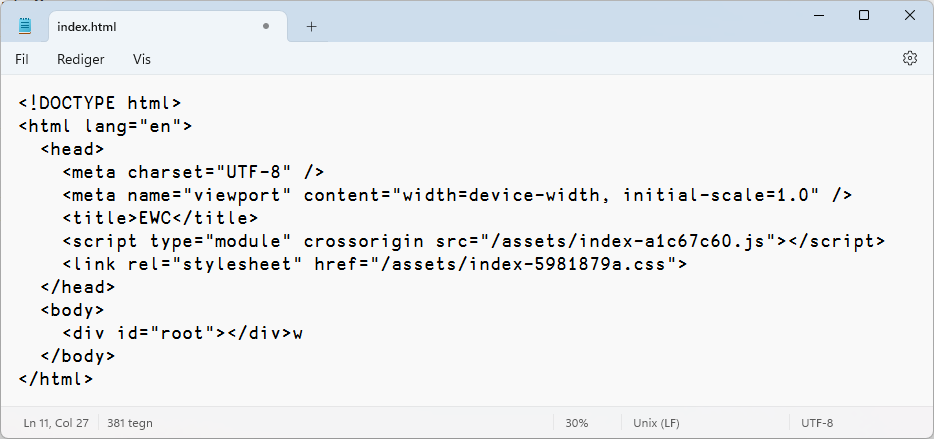 index.html
Fil Rediger Vis
<!DOCTYPE html>
<html lang="en">
  <head>
    <meta charset="UTF-8" />
    <meta name="viewport" content="width=device-width, initial-scale=1.0" />
    <title>EWC</title>
    <script type="module" crossorigin src="/assets/index-a1c67c60.js"></script>
    <link rel="stylesheet" href="/assets/index-5981879a.css">
  </head>
  <body>
    <div id="root"></div>w
  </body>
</html>
Ln 11, Col 27 381 tegn 30% Unix (LF) UTF-8